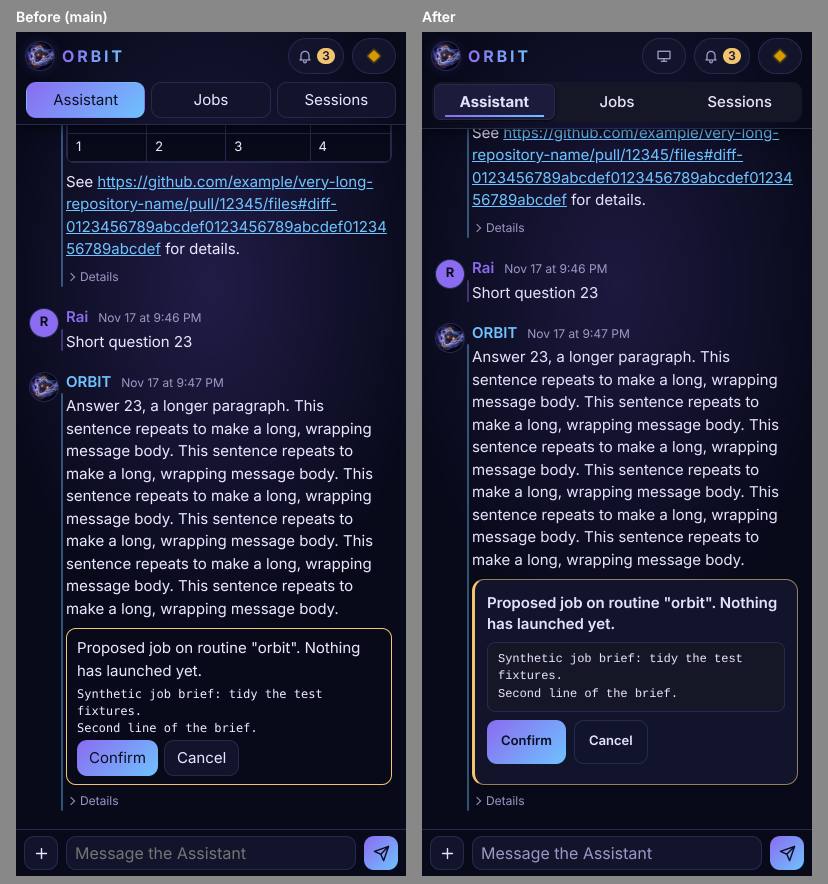 Before (main)
ORBIT
3
Assistant
Jobs
Sessions
1
2
3
4
See https://github.com/example/very-long-
repository-name/pull/12345/files#diff-
0123456789abcdef0123456789abcdef01234
56789abcdef for details.
Details
R
Rai
Nov 17 at 9:46 PM
Short question 23
ORBIT
Nov 17 at 9:47 PM
Answer 23, a longer paragraph. This
sentence repeats to make a long, wrapping
message body. This sentence repeats to
make a long, wrapping message body. This
sentence repeats to make a long, wrapping
message body. This sentence repeats to
make a long, wrapping message body. This
sentence repeats to make a long, wrapping
message body. This sentence repeats to
make a long, wrapping message body.
Proposed job on routine "orbit". Nothing
has launched yet.
Synthetic job brief: tidy the test
fixtures.
Second line of the brief.
Confirm
Cancel
Details
Message the Assistant
After
ORBIT
3
Assistant
Jobs
Sessions
See https://github.com/example/very-long-
repository-name/pull/12345/files#diff-
0123456789abcdef0123456789abcdef01234
56789abcdef for details.
Details
R
Rai
Nov 17 at 9:46 PM
Short question 23
ORBIT
Nov 17 at 9:47 PM
Answer 23, a longer paragraph. This
sentence repeats to make a long, wrapping
message body. This sentence repeats to
make a long, wrapping message body. This
sentence repeats to make a long, wrapping
message body. This sentence repeats to
make a long, wrapping message body. This
sentence repeats to make a long, wrapping
message body. This sentence repeats to
make a long, wrapping message body.
Proposed job on routine "orbit". Nothing
has launched yet.
Synthetic job brief: tidy the test
fixtures.
Second line of the brief.
Confirm
Cancel
Details
Message the Assistant